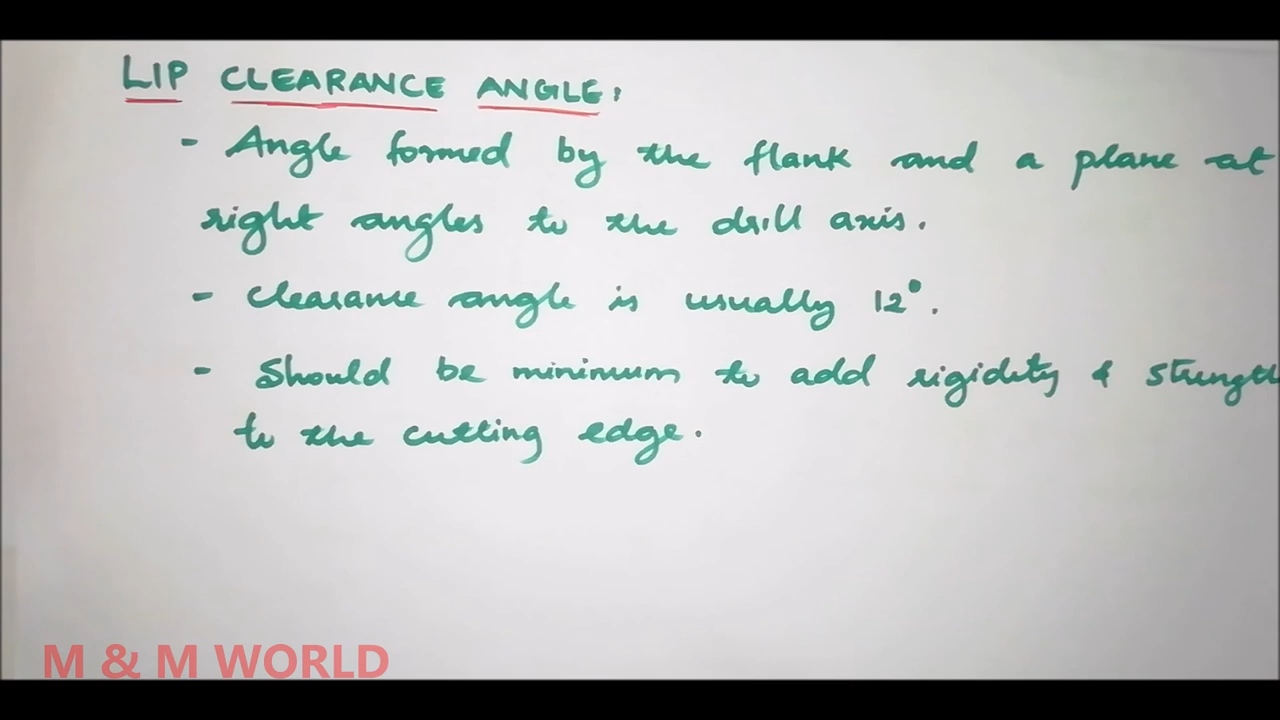 LIP CLEARANCE ANGLE:
- Angle formed by the flank and a plane at
right angles to the drill axis.
- Clearance angle is usually 12°.
- Should be minimum to add rigidity & strength
to the cutting edge.
M & M WORLD